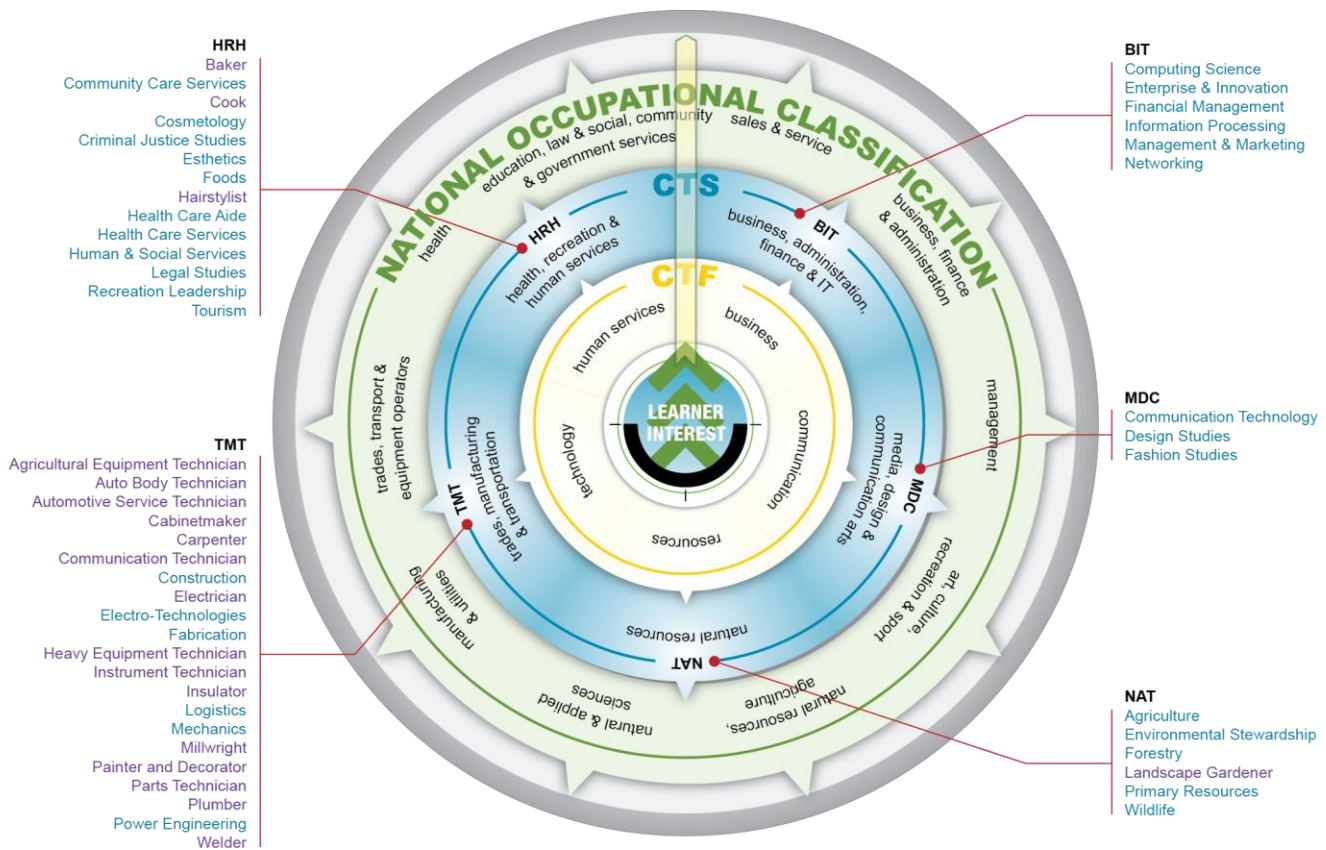 HRH
Baker
Community Care Services
Cook
Cosmetology
Criminal Justice Studies
Esthetics
Foods
Hairstylist
Health Care Aide
Health Care Services
Human & Social Services
Legal Studies
Recreation Leadership
Tourism
TMT
Agricultural Equipment Technician
Auto Body Technician
Automotive Service Technician
Cabinetmaker
Carpenter
Communication Technician
Construction
Electrician
Electro-Technologies
Fabrication
Heavy Equipment Technician
Instrument Technician
Insulator
Logistics
Mechanics
Millwright
Painter and Decorator
Parts Technician
Plumber
Power Engineering
Welder
NATIONAL OCCUPATIONAL CLASSIFICATION
education, law & social, community
& government services
sales & service
business, finance
& administration
management
art, culture,
recreation & sport
natural resources,
agriculture
natural & applied
sciences
manufacturing
& utilities
trades, transport &
equipment operators
health
CTS
HRH
health, recreation &
human services
BIT
business, administration,
finance & IT
MDC
media, design &
communication arts
NAT
natural resources
TMT
trades, manufacturing
& transportation
CTF
human services
business
communication
resources
technology
LEARNER
INTEREST
BIT
Computing Science
Enterprise & Innovation
Financial Management
Information Processing
Management & Marketing
Networking
MDC
Communication Technology
Design Studies
Fashion Studies
NAT
Agriculture
Environmental Stewardship
Forestry
Landscape Gardener
Primary Resources
Wildlife